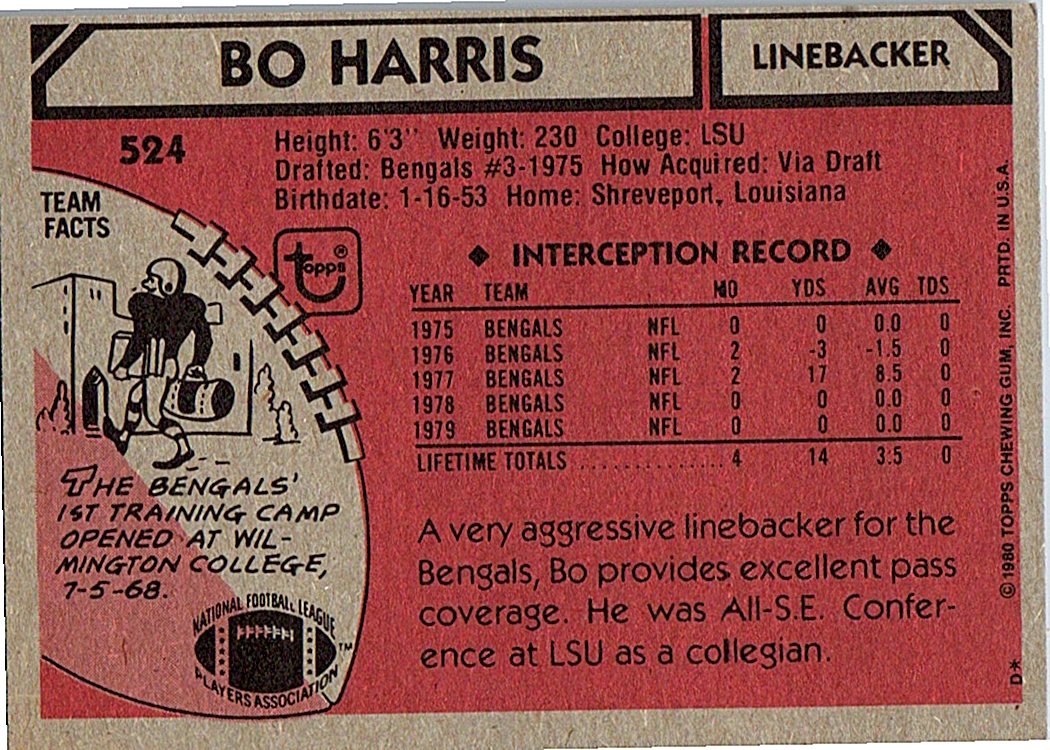 BO HARRIS
LINEBACKER
524
Height: 6'3" Weight: 230 College: LSU
Drafted: Bengals #3-1975 How Acquired: Via Draft
Birthdate: 1-16-53 Home: Shreveport, Louisiana
TEAM
FACTS
topps®
◆ INTERCEPTION RECORD ◆
YEAR TEAM NO YDS AVG TDS
1975 BENGALS NFL 0 0 0.0 0
1976 BENGALS NFL 2 -3 -1.5 0
1977 BENGALS NFL 2 17 8.5 0
1978 BENGALS NFL 0 0 0.0 0
1979 BENGALS NFL 0 0 0.0 0
LIFETIME TOTALS ............. 4 14 3.5 0
THE BENGALS'
1ST TRAINING CAMP
OPENED AT WIL-
MINGTON COLLEGE,
7-5-68.
A very aggressive linebacker for the
Bengals, Bo provides excellent pass
coverage. He was All-S.E. Confer-
ence at LSU as a collegian.
NATIONAL FOOTBALL LEAGUE
PLAYERS ASSOCIATION
TM
D* ©1980 TOPPS CHEWING GUM, INC. PRTD. IN U.S.A.